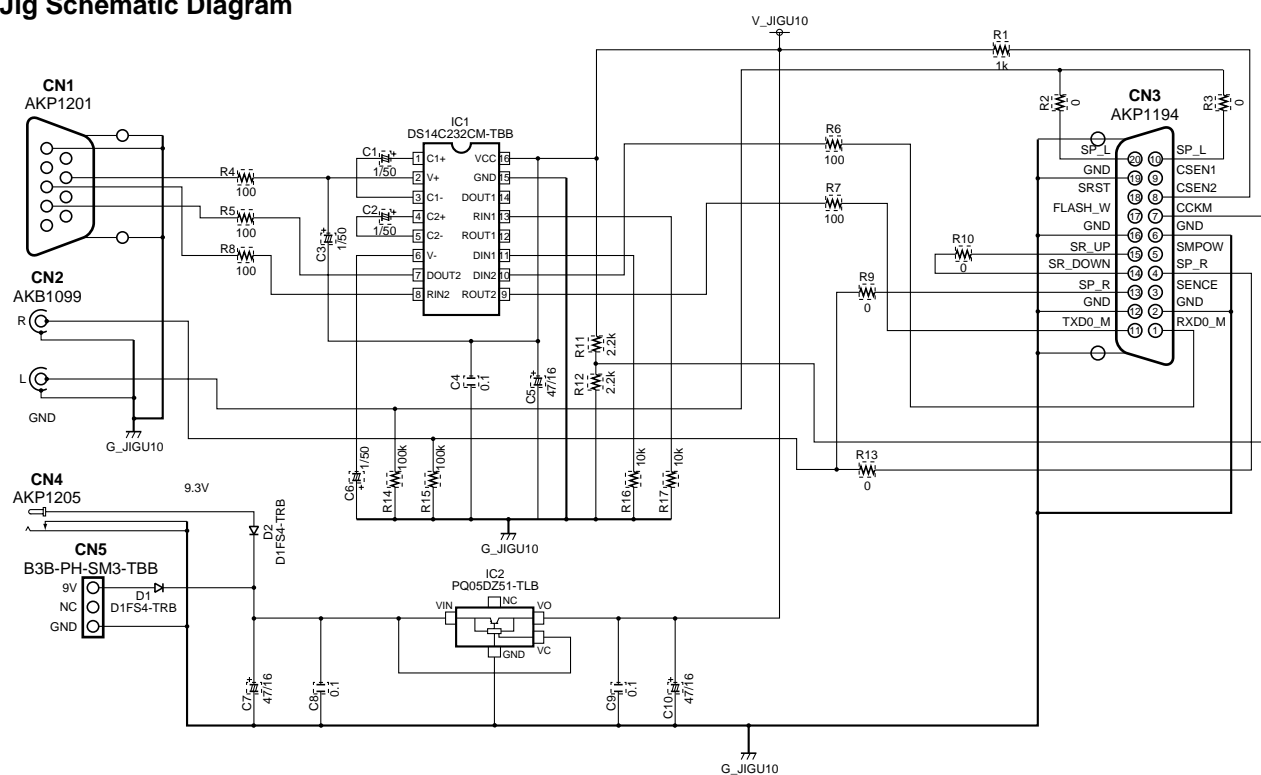 Jig Schematic Diagram
V_JIGU10
R1
1k
CN1
AKP1201
R2
0
CN3
AKP1194
R3
0
IC1
DS14C232CM-TBB
C1
+
1/50
1 C1+
VCC 16
2 V+
GND 15
3 C1-
DOUT1 14
4 C2+
RIN1 13
5 C2-
ROUT1 12
6 V-
DIN1 11
7 DOUT2
DIN2 10
8 RIN2
ROUT2 9
C2
+
1/50
C3
+
1/50
R4
100
R5
100
R8
100
R6
100
R7
100
R10
0
R9
0
SP_L
20
10
SP_L
GND
19
9
CSEN1
SRST
18
8
CSEN2
FLASH_W
17
7
CCKM
GND
16
6
GND
SR_UP
15
5
SMPOW
SR_DOWN
14
4
SP_R
SP_R
13
3
SENCE
GND
12
2
GND
TXD0_M
11
1
RXD0_M
CN2
AKB1099
R
L
GND
G_JIGU10
C4
0.1
C5
+
47/16
R11
2.2k
R12
2.2k
C6
+
1/50
R14
100k
R15
100k
R16
10k
R17
10k
R13
0
G_JIGU10
CN4
AKP1205
9.3V
D2
D1FS4-TRB
CN5
B3B-PH-SM3-TBB
9V
NC
GND
D1
D1FS4-TRB
IC2
PQ05DZ51-TLB
VIN
NC
VO
VC
GND
C7
+
47/16
C8
0.1
C9
0.1
C10
+
47/16
G_JIGU10